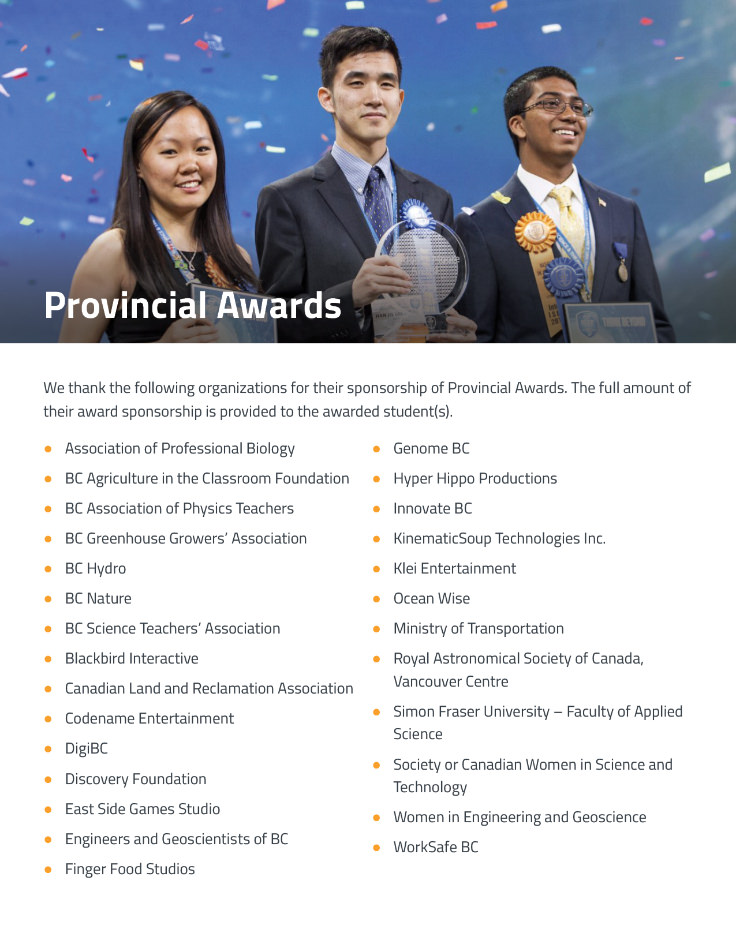 Provincial Awards
We thank the following organizations for their sponsorship of Provincial Awards. The full amount of
their award sponsorship is provided to the awarded student(s).
Association of Professional Biology
BC Agriculture in the Classroom Foundation
BC Association of Physics Teachers
BC Greenhouse Growers’ Association
BC Hydro
BC Nature
BC Science Teachers’ Association
Blackbird Interactive
Canadian Land and Reclamation Association
Codename Entertainment
DigiBC
Discovery Foundation
East Side Games Studio
Engineers and Geoscientists of BC
Finger Food Studios
Genome BC
Hyper Hippo Productions
Innovate BC
KinematicSoup Technologies Inc.
Klei Entertainment
Ocean Wise
Ministry of Transportation
Royal Astronomical Society of Canada,
Vancouver Centre
Simon Fraser University – Faculty of Applied
Science
Society or Canadian Women in Science and
Technology
Women in Engineering and Geoscience
WorkSafe BC